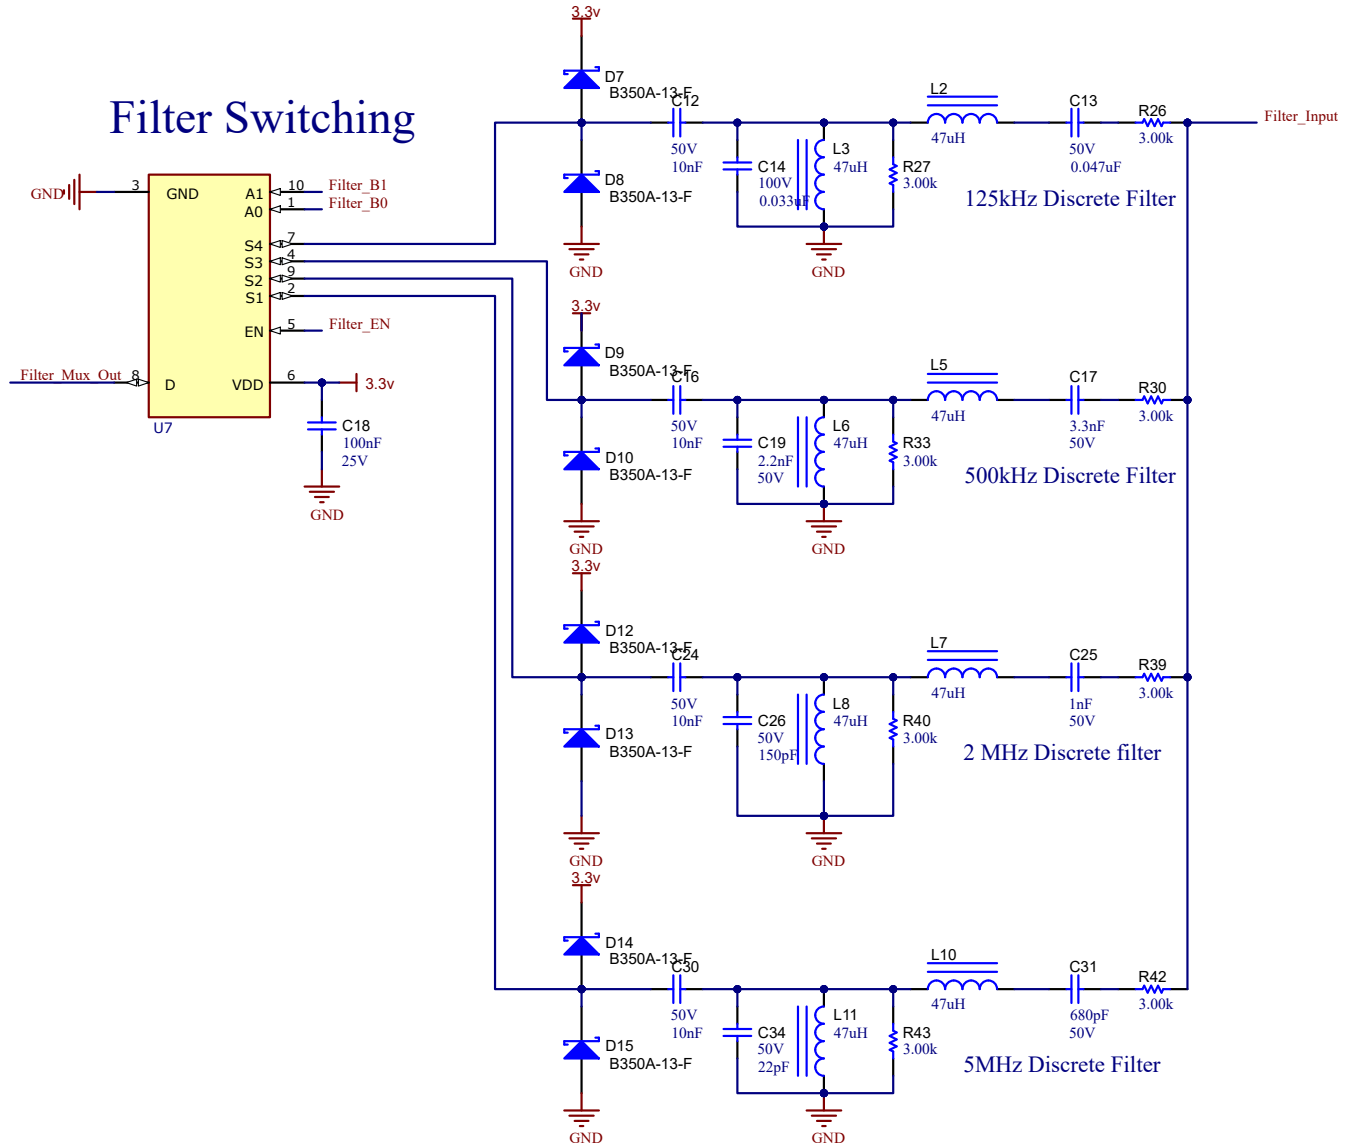 Filter Switching
GND
3
GND
A1
10
Filter_B1
A0
1
Filter_B0
S4
7
S3
4
S2
9
S1
2
EN
5
Filter_EN
Filter_Mux_Out
8
D
VDD
6
3.3v
U7
C18
100nF
25V
GND
3.3v
D7
B350A-13-F
D8
B350A-13-F
GND
C12
50V
10nF
C14
100V
0.033uF
L3
47uH
R27
3.00k
GND
L2
47uH
C13
50V
0.047uF
R26
3.00k
Filter_Input
125kHz Discrete Filter
3.3v
D9
B350A-13-F
D10
B350A-13-F
GND
C16
50V
10nF
C19
2.2nF
50V
L6
47uH
R33
3.00k
GND
L5
47uH
C17
3.3nF
50V
R30
3.00k
500kHz Discrete Filter
3.3v
D12
B350A-13-F
D13
B350A-13-F
GND
C24
50V
10nF
C26
50V
150pF
L8
47uH
R40
3.00k
GND
L7
47uH
C25
1nF
50V
R39
3.00k
2 MHz Discrete filter
3.3v
D14
B350A-13-F
D15
B350A-13-F
GND
C30
50V
10nF
C34
50V
22pF
L11
47uH
R43
3.00k
GND
L10
47uH
C31
680pF
50V
R42
3.00k
5MHz Discrete Filter